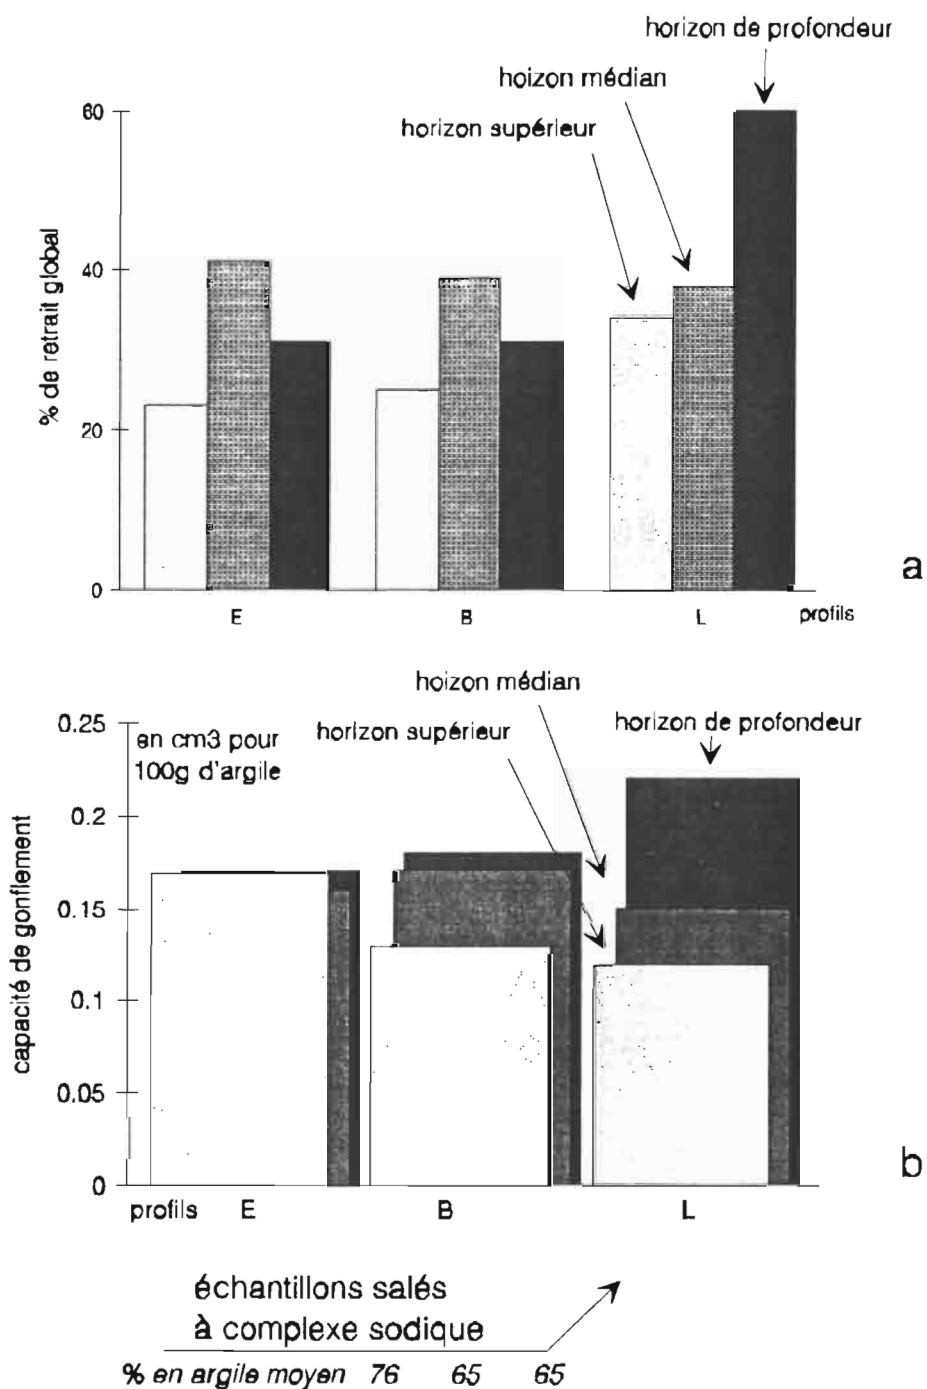 horizon de profondeur
hoizon médian
horizon supérieur
60
40
20
0
% de retrait global
E
B
L
profils
a
hoizon médian
horizon supérieur
horizon de profondeur
en cm3 pour
100g d'argile
0.25
0.2
0.15
0.1
0.05
0
capacité de gonflement
profils
E
B
L
b
échantillons salés
à complexe sodique
% en argile moyen 76 65 65